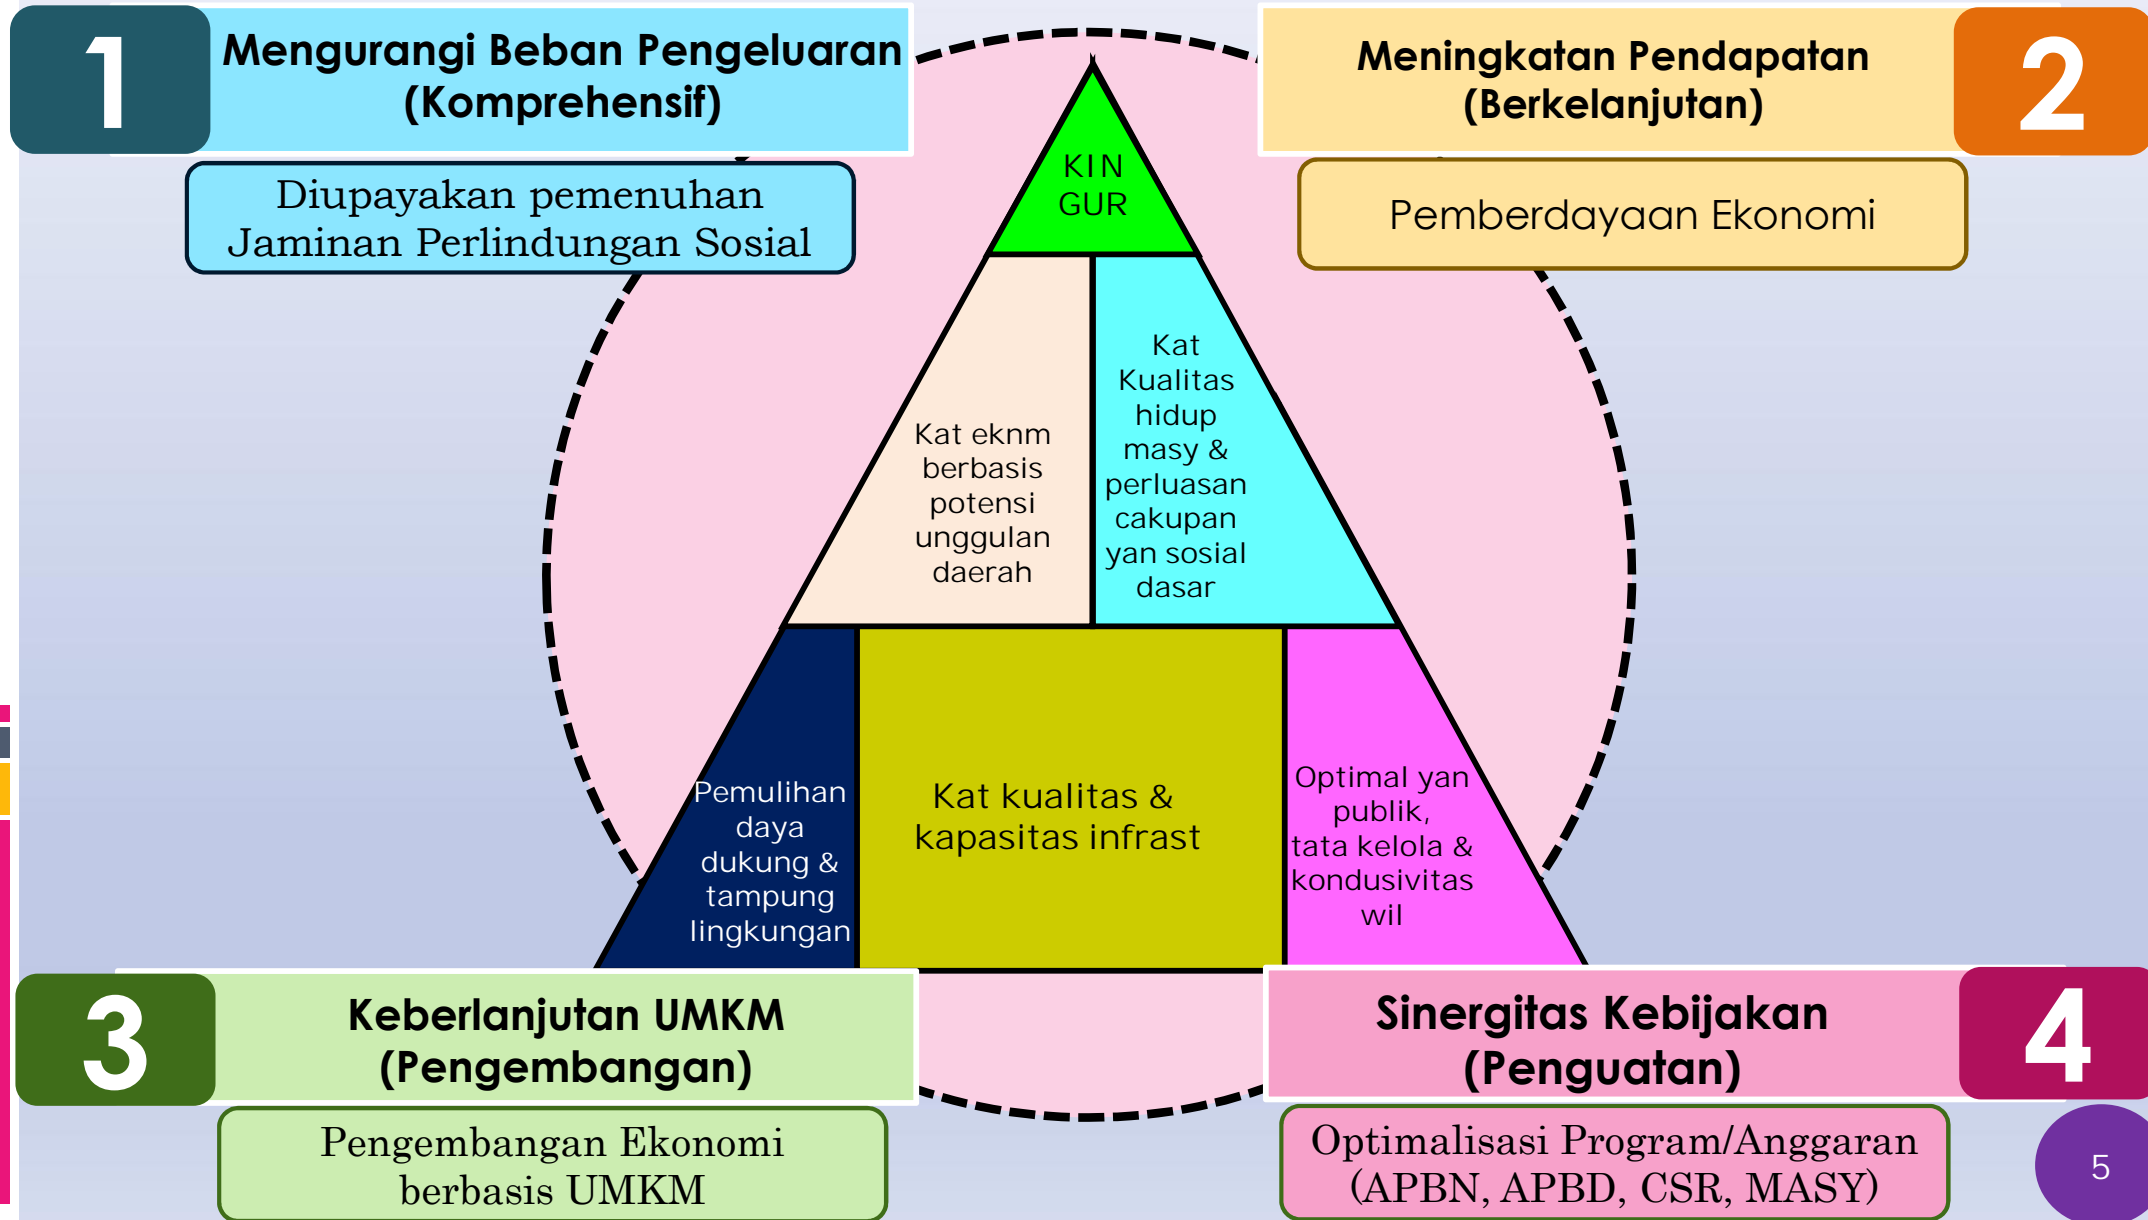 1
Mengurangi Beban Pengeluaran
(Komprehensif)
Diupayakan pemenuhan
Jaminan Perlindungan Sosial
Meningkatan Pendapatan
(Berkelanjutan)
2
Pemberdayaan Ekonomi
KIN
GUR
Kat eknm
berbasis
potensi
unggulan
daerah
Kat
Kualitas
hidup
masy &
perluasan
cakupan
yan sosial
dasar
Pemulihan
daya
dukung &
tampung
lingkungan
Kat kualitas &
kapasitas infrast
Optimal yan
publik,
tata kelola &
kondusivitas
wil
3
Keberlanjutan UMKM
(Pengembangan)
Pengembangan Ekonomi
berbasis UMKM
Sinergitas Kebijakan
(Penguatan)
4
Optimalisasi Program/Anggaran
(APBN, APBD, CSR, MASY)
5